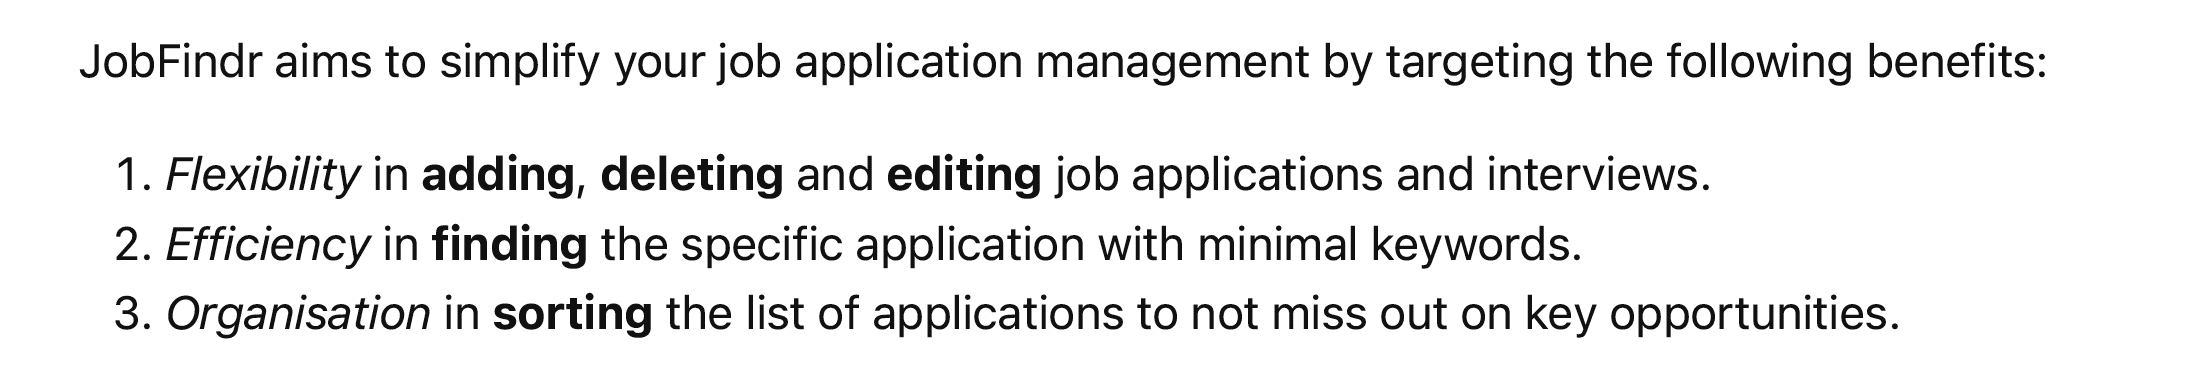 JobFindr aims to simplify your job application management by targeting the following benefits:
1. Flexibility in adding, deleting and editing job applications and interviews.
2. Efficiency in finding the specific application with minimal keywords.
3. Organisation in sorting the list of applications to not miss out on key opportunities.